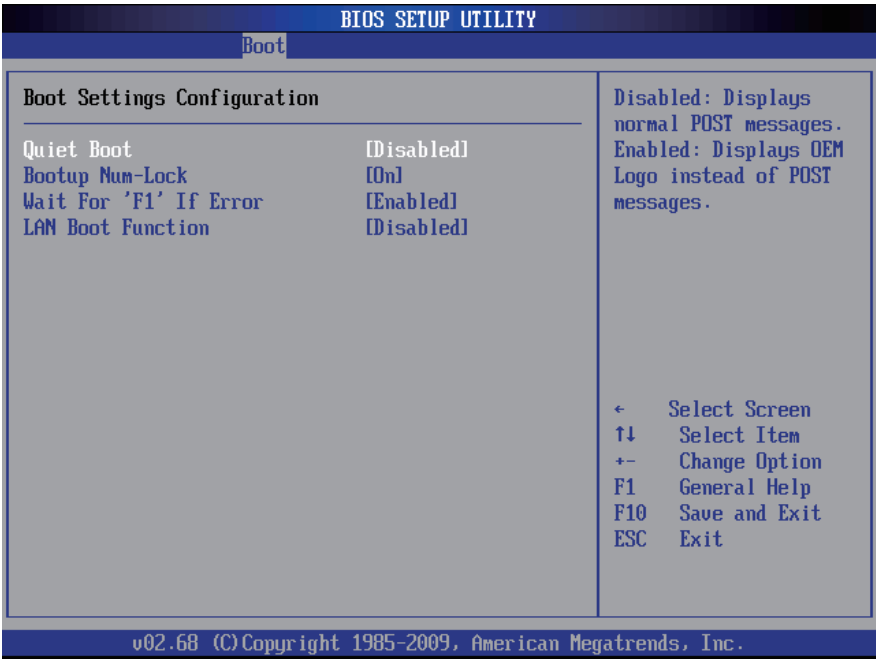 BIOS SETUP UTILITY
Boot
Boot Settings Configuration
Quiet Boot [Disabled]
Bootup Num-Lock [On]
Wait For 'F1' If Error [Enabled]
LAN Boot Function [Disabled]
Disabled: Displays
normal POST messages.
Enabled: Displays OEM
Logo instead of POST
messages.
← Select Screen
↑↓ Select Item
+- Change Option
F1 General Help
F10 Save and Exit
ESC Exit
v02.68 (C)Copyright 1985-2009, American Megatrends, Inc.